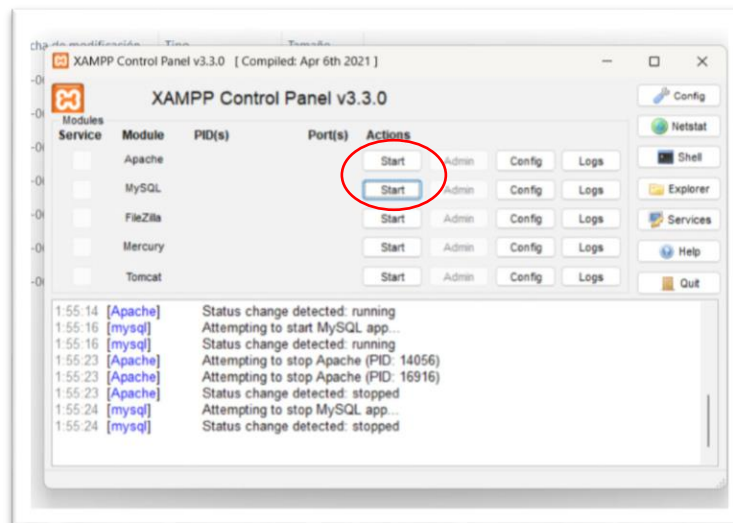 cha de modificación Tipo Tamaño
XAMPP Control Panel v3.3.0 [ Compiled: Apr 6th 2021 ]
XAMPP Control Panel v3.3.0
Modules
Service Module PID(s) Port(s) Actions
Apache Start Admin Config Logs
MySQL Start Admin Config Logs
FileZilla Start Admin Config Logs
Mercury Start Admin Config Logs
Tomcat Start Admin Config Logs
Config
Netstat
Shell
Explorer
Services
Help
Quit
1:55:14 [Apache] Status change detected: running
1:55:16 [mysql] Attempting to start MySQL app...
1:55:16 [mysql] Status change detected: running
1:55:23 [Apache] Attempting to stop Apache (PID: 14056)
1:55:23 [Apache] Attempting to stop Apache (PID: 16916)
1:55:23 [Apache] Status change detected: stopped
1:55:24 [mysql] Attempting to stop MySQL app...
1:55:24 [mysql] Status change detected: stopped